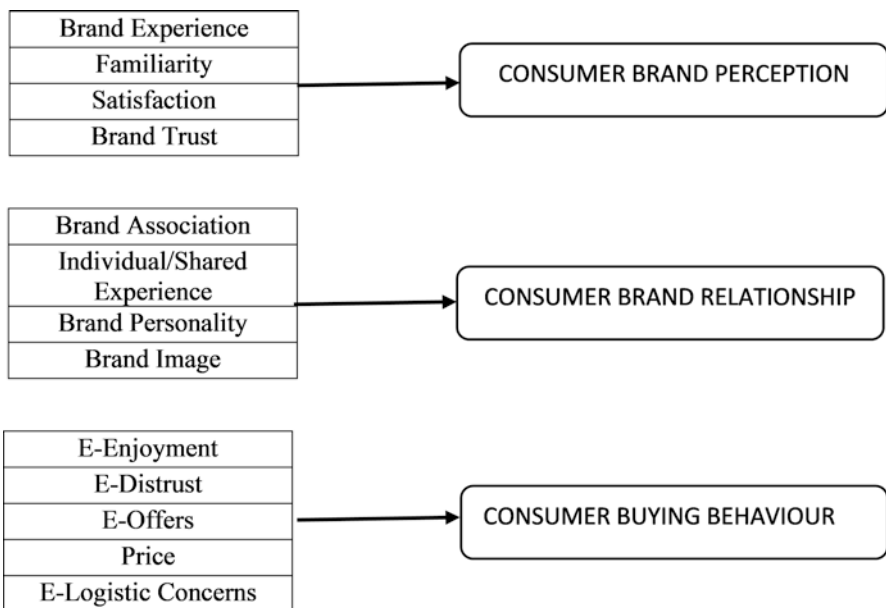 Brand Experience
Familiarity
Satisfaction
Brand Trust
CONSUMER BRAND PERCEPTION
Brand Association
Individual/Shared
Experience
Brand Personality
Brand Image
CONSUMER BRAND RELATIONSHIP
E-Enjoyment
E-Distrust
E-Offers
Price
E-Logistic Concerns
CONSUMER BUYING BEHAVIOUR